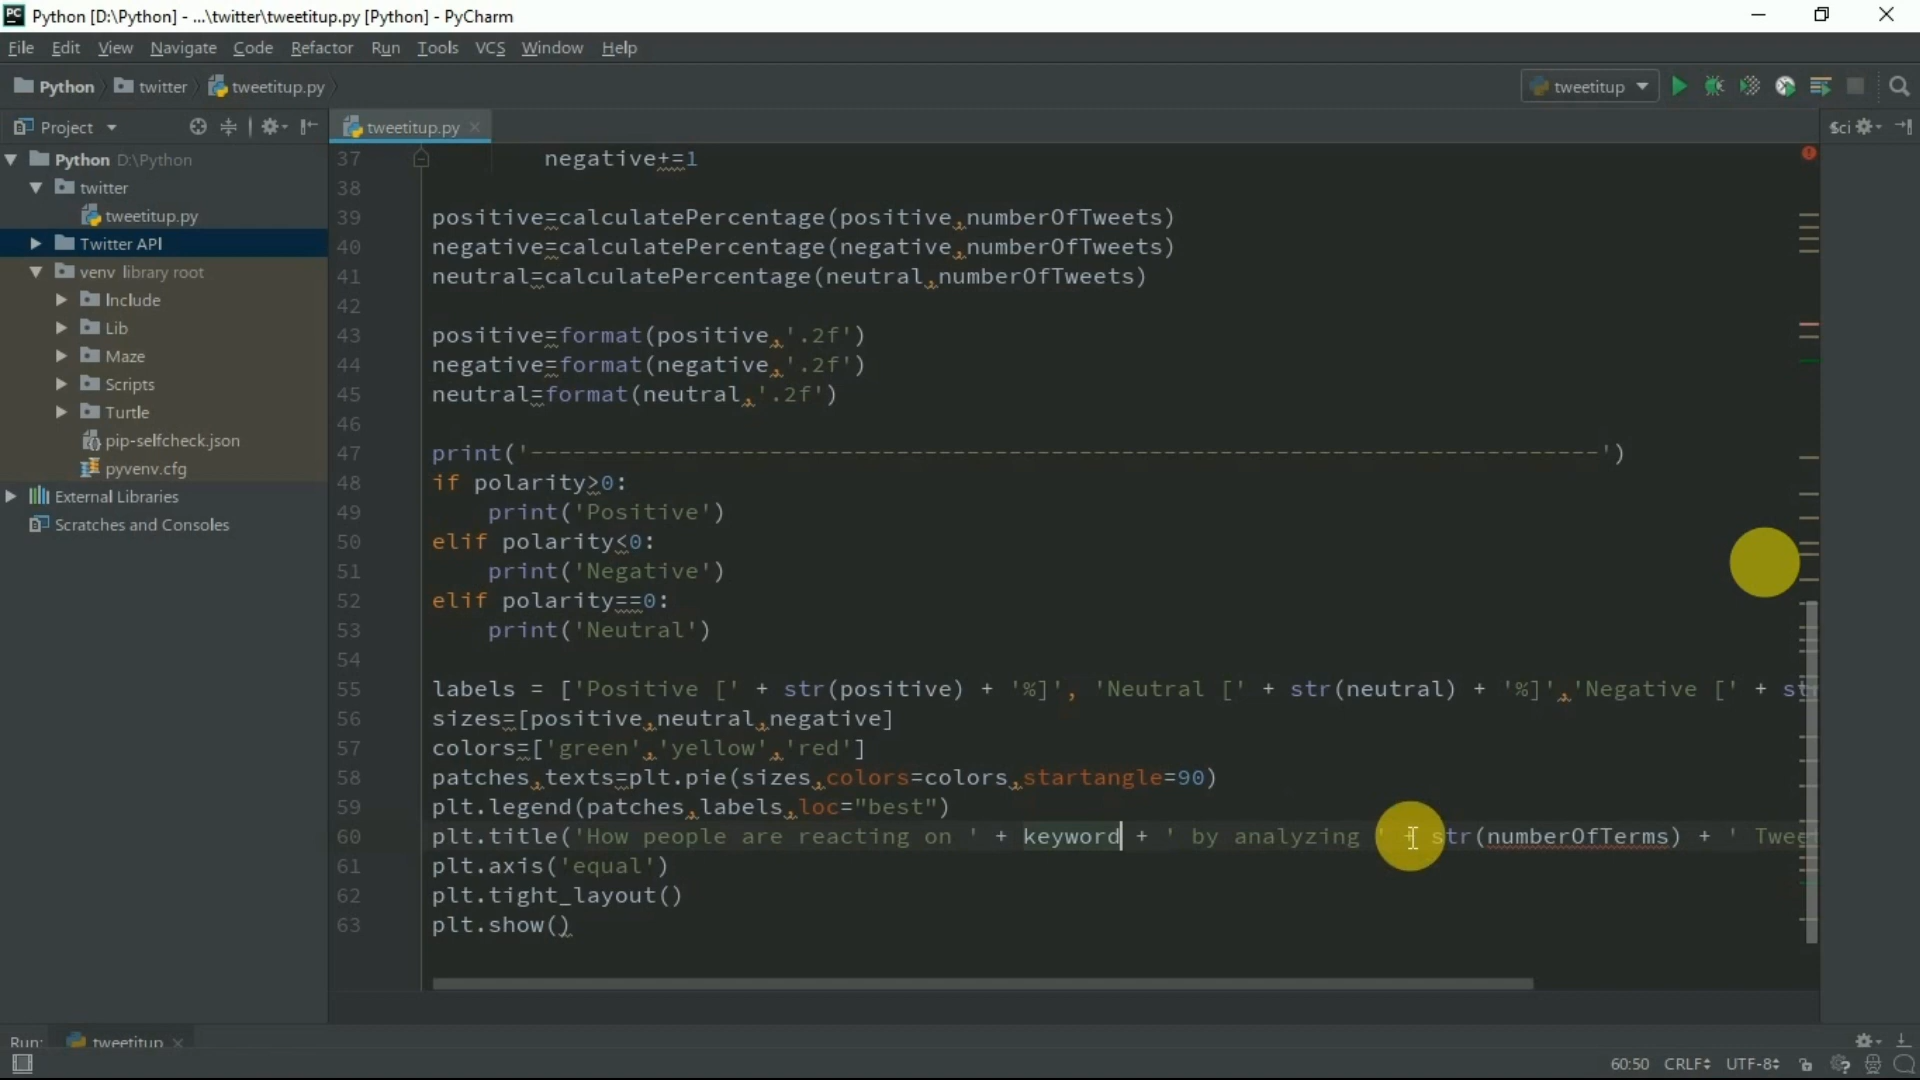 Python [D:\Python] - ...\twitter\tweetitup.py [Python] - PyCharm
File Edit View Navigate Code Refactor Run Tools VCS Window Help
Python twitter tweetitup.py
tweetitup
Project
tweetitup.py
Sci
Python D:\Python
twitter
tweetitup.py
Twitter API
venv library root
Include
Lib
Maze
Scripts
Turtle
pip-selfcheck.json
pyvenv.cfg
External Libraries
Scratches and Consoles
37 negative+=1
38
39 positive=calculatePercentage(positive,numberOfTweets)
40 negative=calculatePercentage(negative,numberOfTweets)
41 neutral=calculatePercentage(neutral,numberOfTweets)
42
43 positive=format(positive,'.2f')
44 negative=format(negative,'.2f')
45 neutral=format(neutral,'.2f')
46
47 print('----------------------------------------------------------------------------')
48 if polarity>0:
49 print('Positive')
50 elif polarity<0:
51 print('Negative')
52 elif polarity==0:
53 print('Neutral')
54
55 labels = ['Positive [' + str(positive) + '%]', 'Neutral [' + str(neutral) + '%]','Negative [' + st
56 sizes=[positive,neutral,negative]
57 colors=['green','yellow','red']
58 patches,texts=plt.pie(sizes,colors=colors,startangle=90)
59 plt.legend(patches,labels,loc="best")
60 plt.title('How people are reacting on ' + keyword + ' by analyzing ' + str(numberOfTerms) + ' Twee
61 plt.axis('equal')
62 plt.tight_layout()
63 plt.show()
Run: tweetitup
60:50 CRLF UTF-8